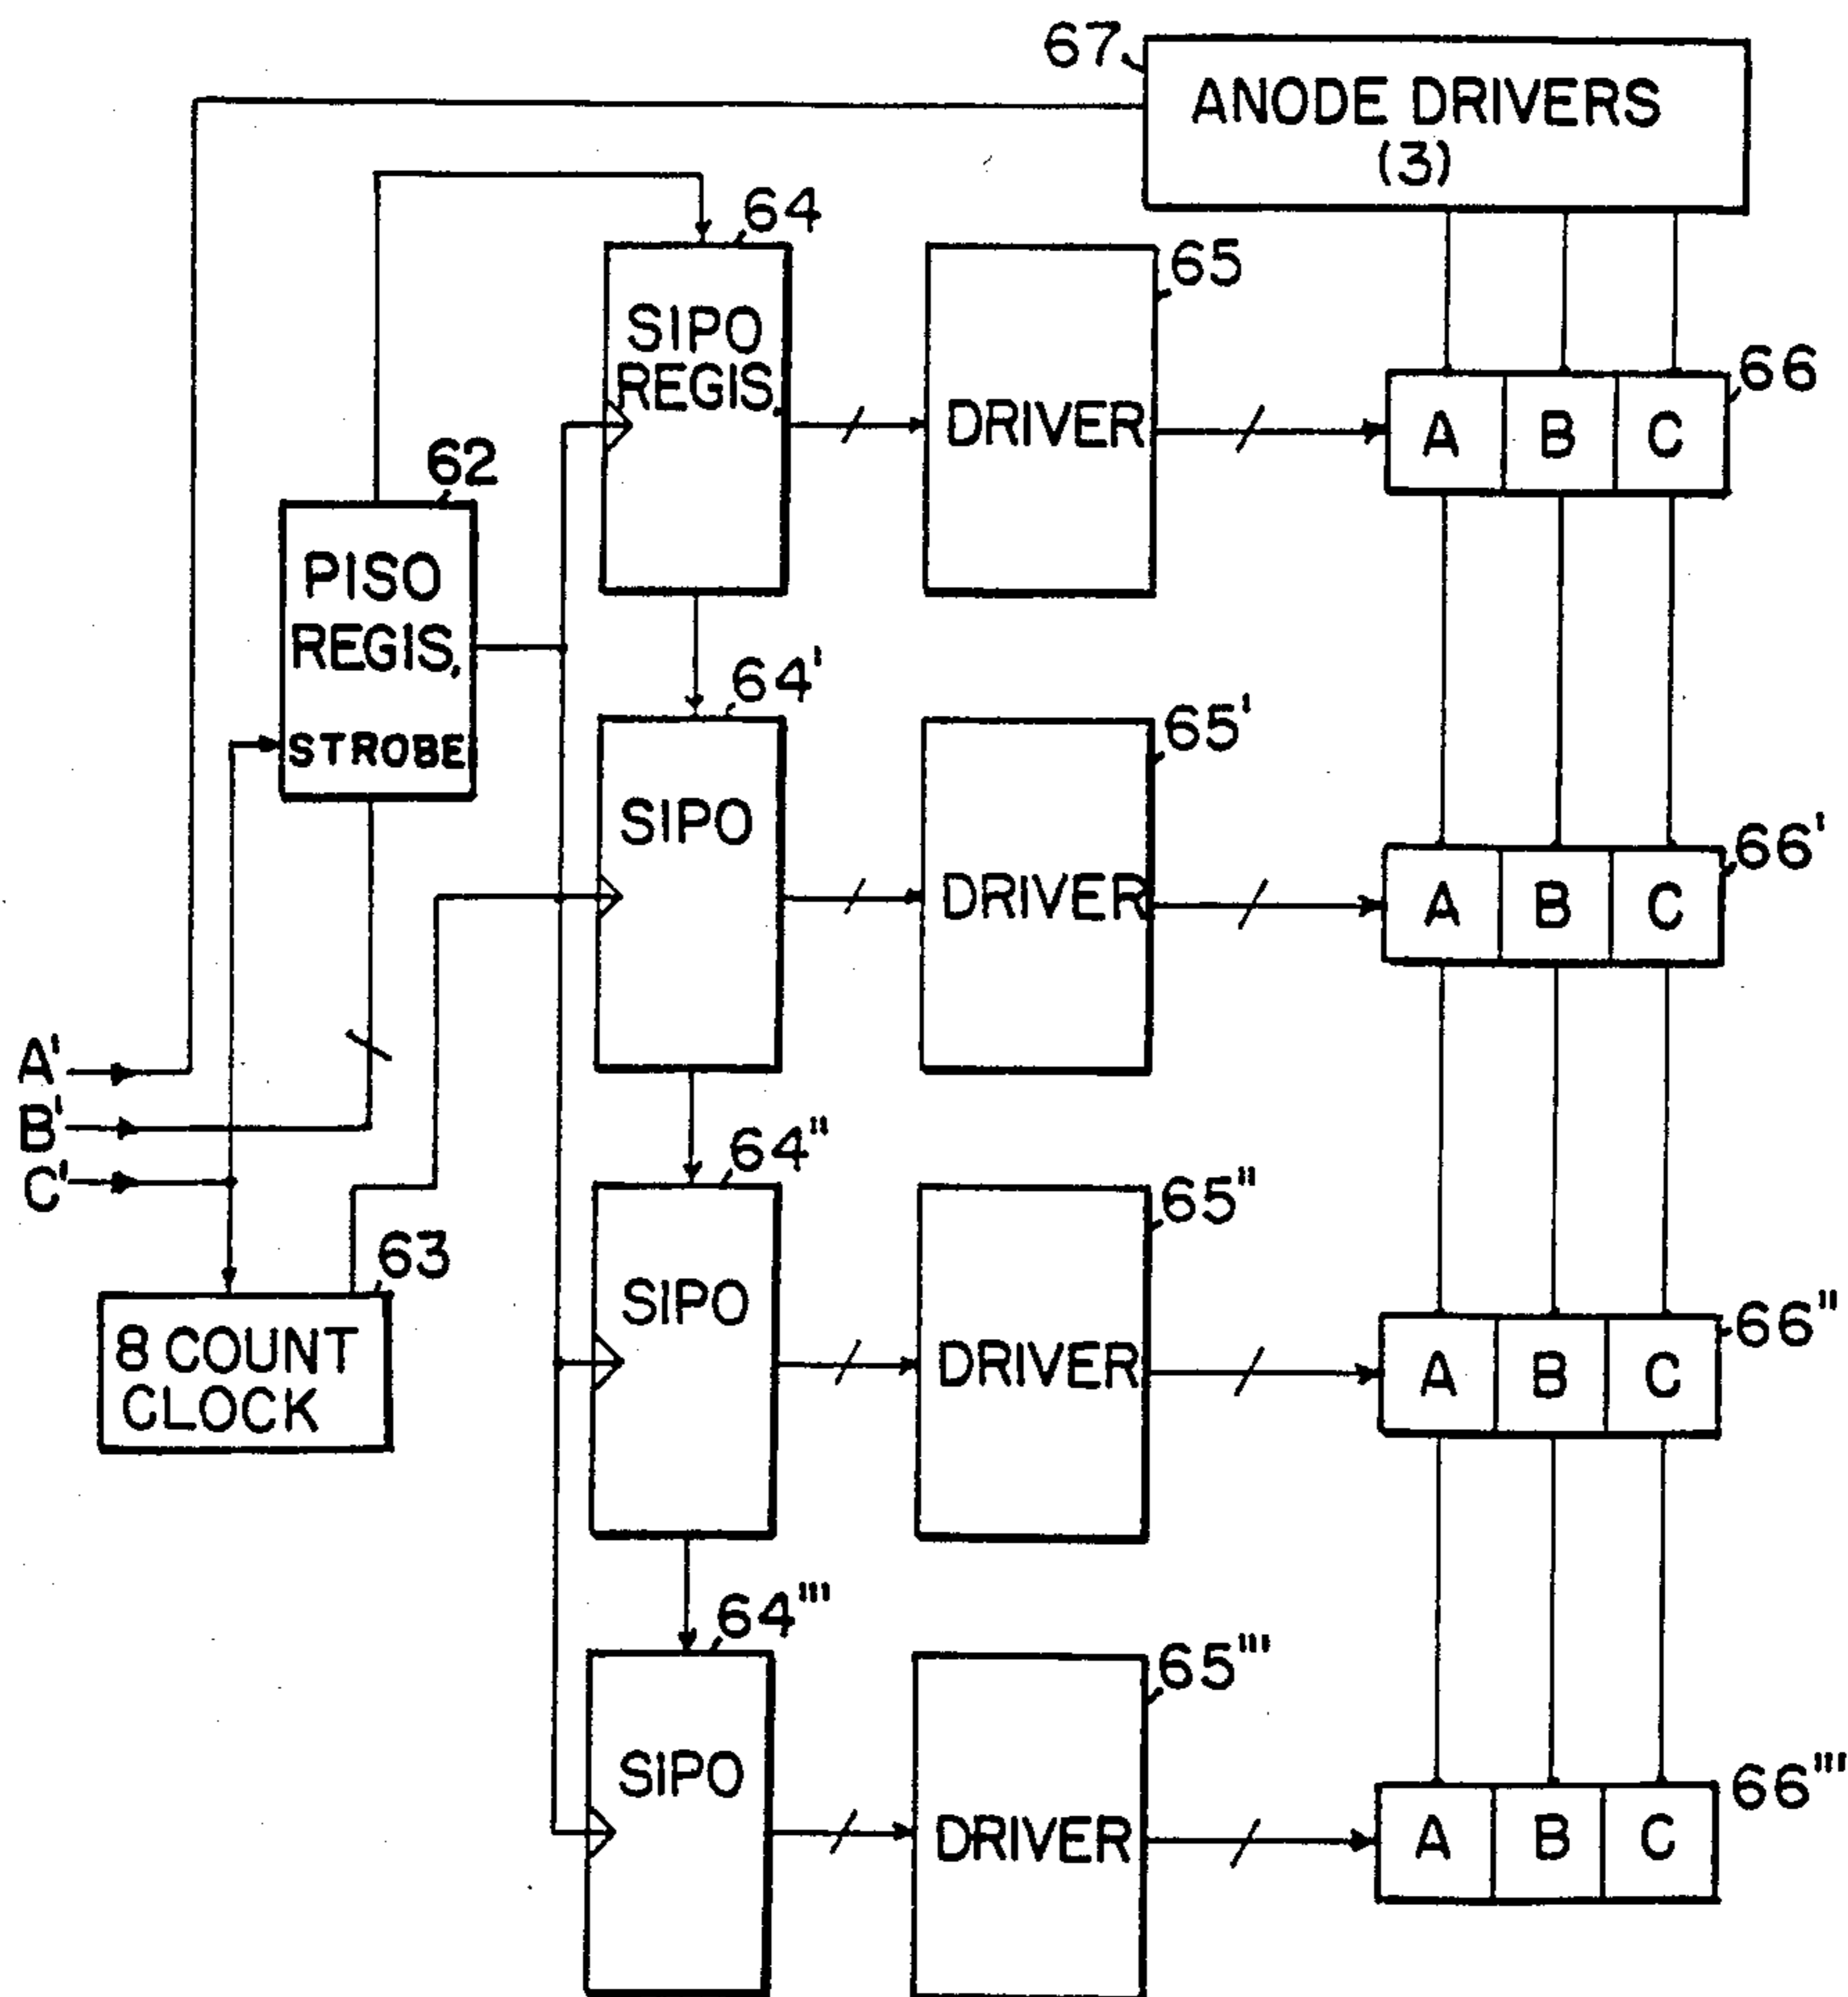 67
ANODE DRIVERS
(3)
64
65
SIPO
REGIS.
DRIVER
66
A B C
62
PISO
REGIS.
STROBE
64'
65'
SIPO
DRIVER
66'
A B C
A'
B'
C'
64"
65"
SIPO
DRIVER
66"
A B C
63
8 COUNT
CLOCK
64'''
65'''
SIPO
DRIVER
66'''
A B C